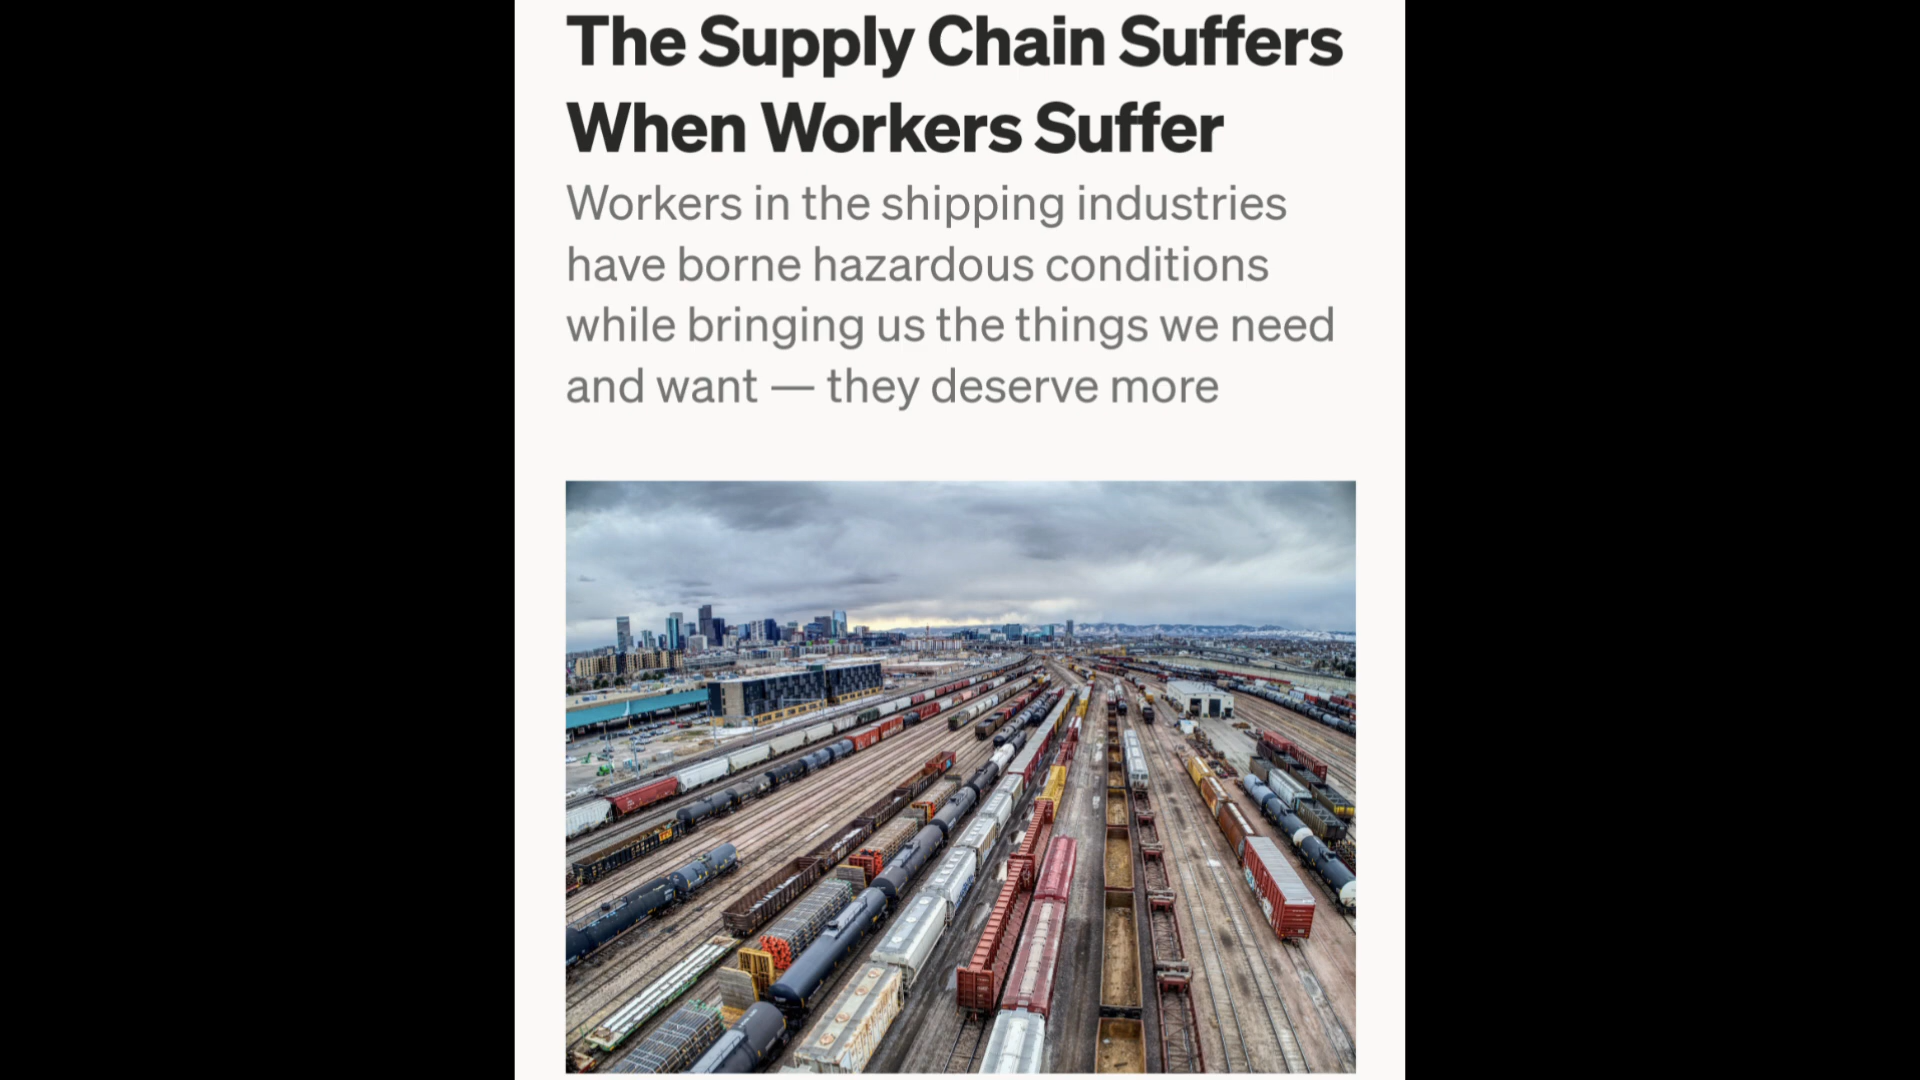 The Supply Chain Suffers
When Workers Suffer
Workers in the shipping industries
have borne hazardous conditions
while bringing us the things we need
and want — they deserve more